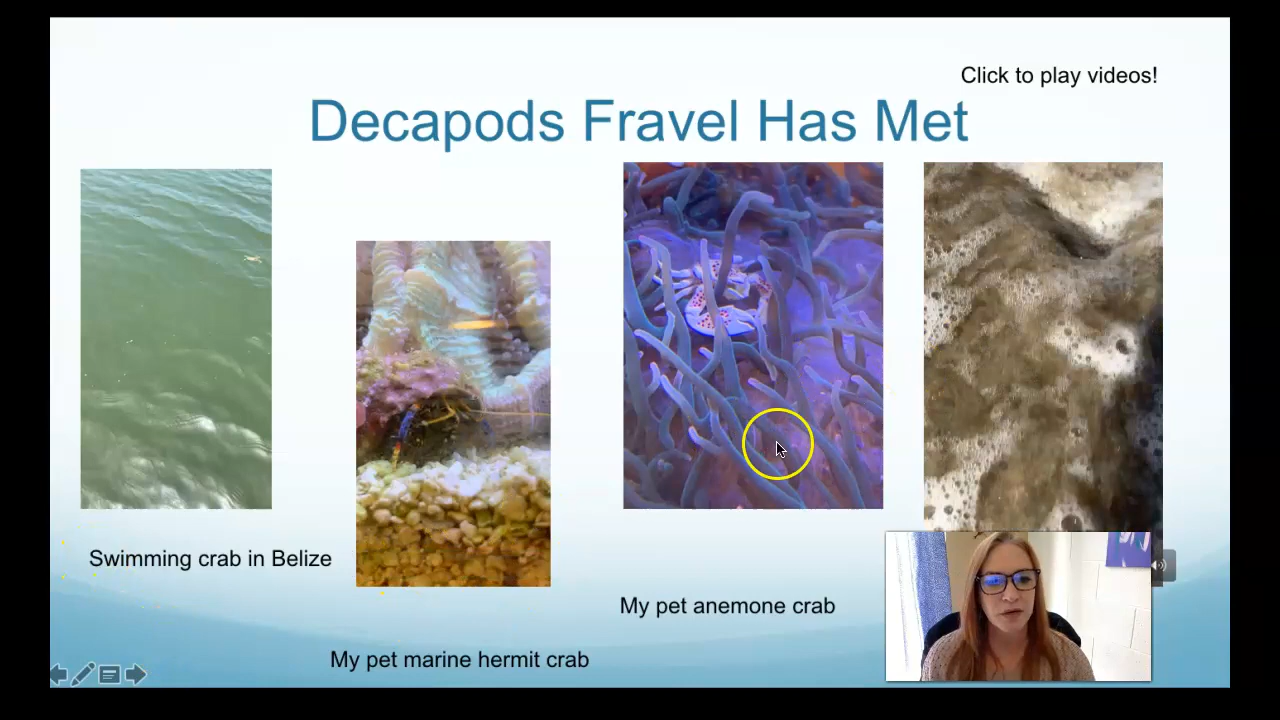 Click to play videos!
Decapods Fravel Has Met
Swimming crab in Belize
My pet anemone crab
My pet marine hermit crab